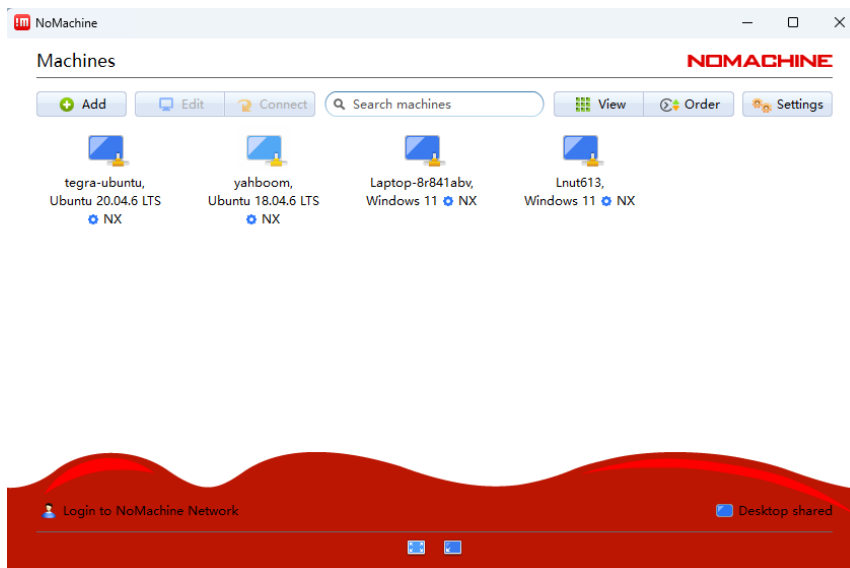 NoMachine
Machines
NOMACHINE
Add
Edit
Connect
Search machines
View
Order
Settings
tegra-ubuntu,
Ubuntu 20.04.6 LTS
NX
yahboom,
Ubuntu 18.04.6 LTS
NX
Laptop-8r841abv,
Windows 11 NX
Lnut613,
Windows 11 NX
Login to NoMachine Network
Desktop shared